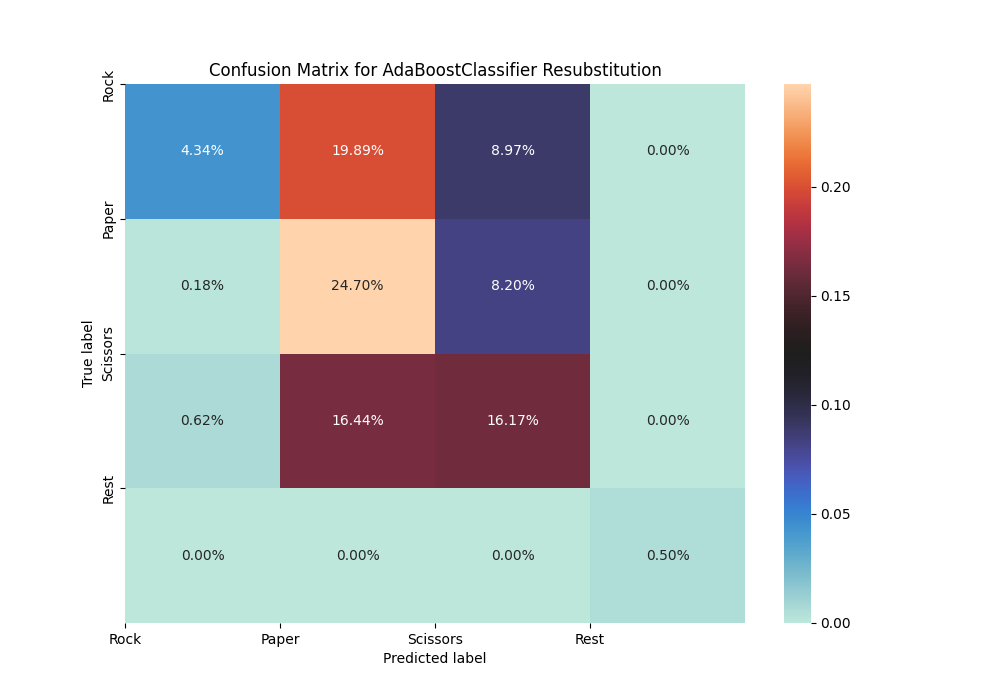 Confusion Matrix for AdaBoostClassifier Resubstitution
Rock
4.34% 19.89% 8.97% 0.00%
Paper
0.18% 24.70% 8.20% 0.00%
True label
Scissors
0.62% 16.44% 16.17% 0.00%
Rest
0.00% 0.00% 0.00% 0.50%
Rock Paper Scissors Rest
Predicted label
0.20
0.15
0.10
0.05
0.00